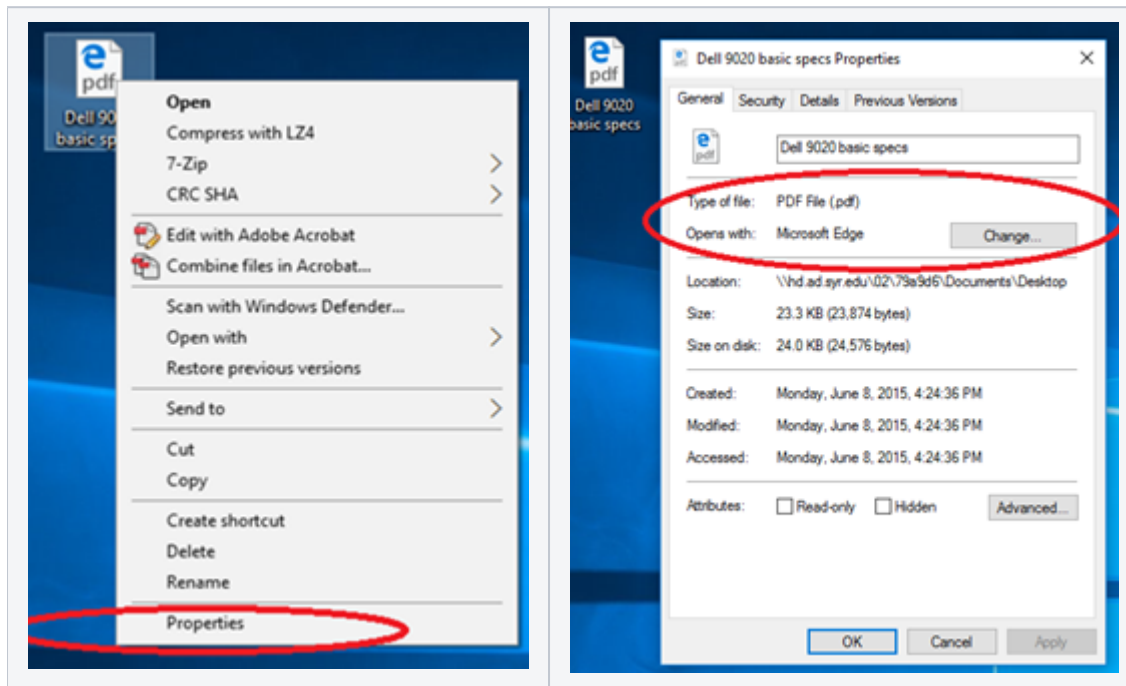 pdf
Dell 90
basic sp
Open
Compress with LZ4
7-Zip
CRC SHA
Edit with Adobe Acrobat
Combine files in Acrobat...
Scan with Windows Defender...
Open with
Restore previous versions
Send to
Cut
Copy
Create shortcut
Delete
Rename
Properties
pdf
Dell 9020
basic specs
Dell 9020 basic specs Properties
General Security Details Previous Versions
pdf
Dell 9020 basic specs
Type of file: PDF File (.pdf)
Opens with: Microsoft Edge Change...
Location: \\hd.ad.syr.edu\02\79a9d6\Documents\Desktop
Size: 23.3 KB (23,874 bytes)
Size on disk: 24.0 KB (24,576 bytes)
Created: Monday, June 8, 2015, 4:24:36 PM
Modified: Monday, June 8, 2015, 4:24:36 PM
Accessed: Monday, June 8, 2015, 4:24:36 PM
Attributes: Read-only Hidden Advanced...
OK Cancel Apply